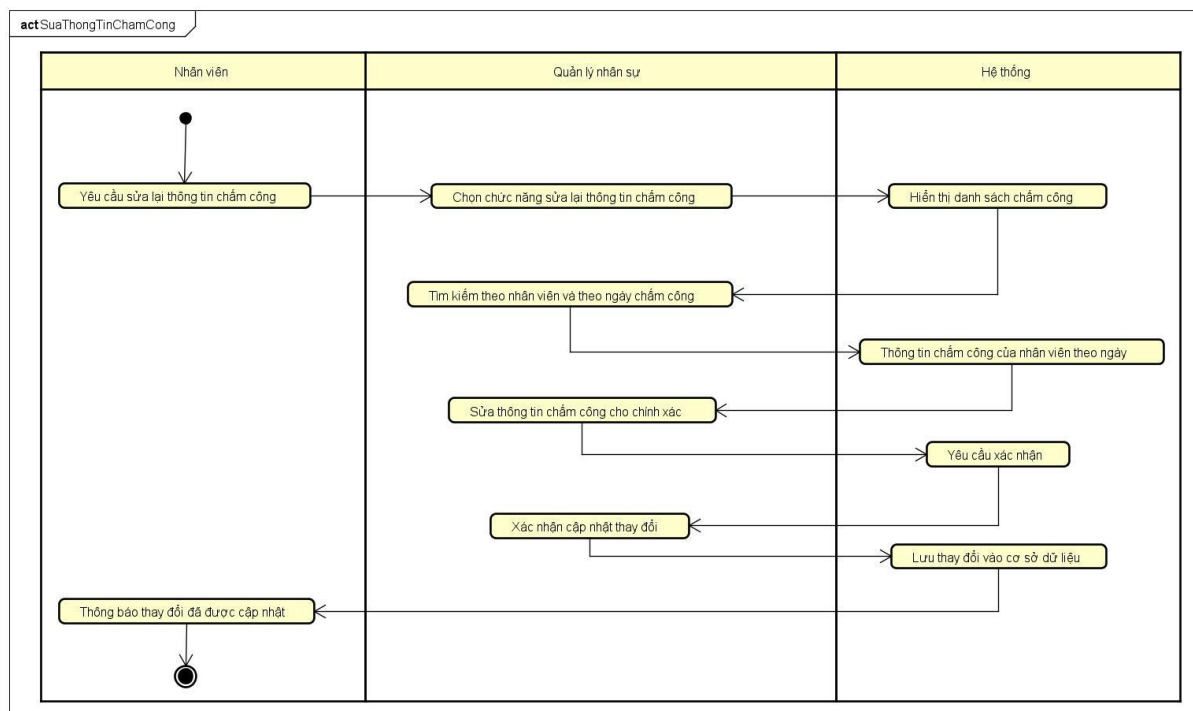 act SuaThongTinChamCong
Nhân viên
Quản lý nhân sự
Hệ thống
Yêu cầu sửa lại thông tin chấm công
Chọn chức năng sửa lại thông tin chấm công
Hiển thị danh sách chấm công
Tìm kiếm theo nhân viên và theo ngày chấm công
Thông tin chấm công của nhân viên theo ngày
Sửa thông tin chấm công cho chính xác
Yêu cầu xác nhận
Xác nhận cập nhật thay đổi
Lưu thay đổi vào cơ sở dữ liệu
Thông báo thay đổi đã được cập nhật